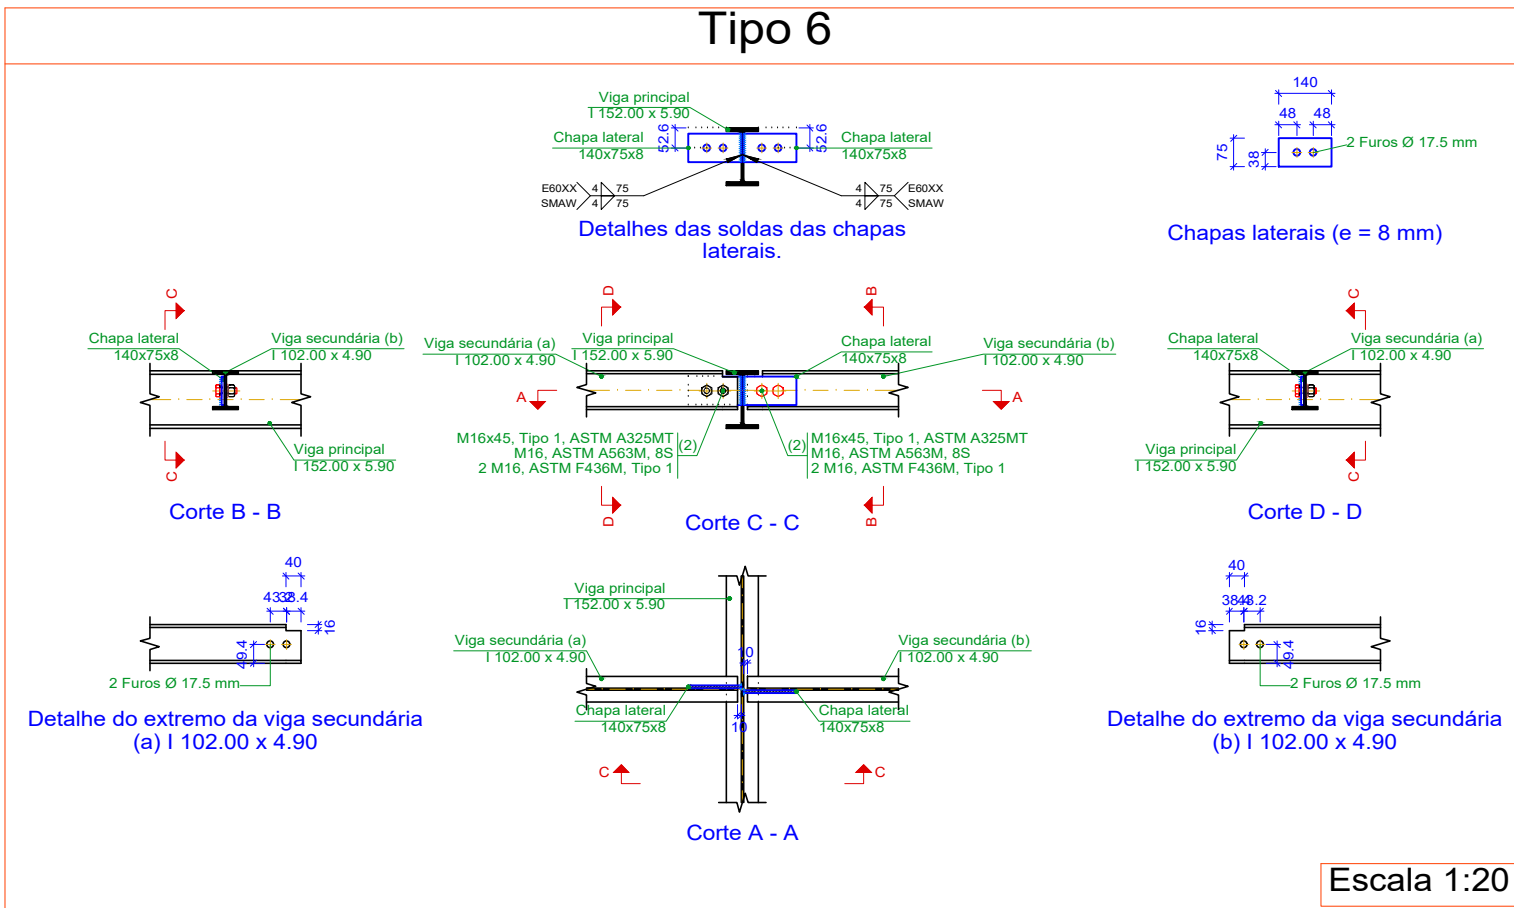 Tipo 6
Viga principal
I 152.00 x 5.90
Chapa lateral
140x75x8
52.6
52.6
Chapa lateral
140x75x8
E60XX
SMAW
4
4
75
75
4
4
75
75
E60XX
SMAW
Detalhes das soldas das chapas
laterais.
140
48
48
75
38
2 Furos Ø 17.5 mm
Chapas laterais (e = 8 mm)
C
Chapa lateral
140x75x8
Viga secundária (b)
I 102.00 x 4.90
Viga principal
I 152.00 x 5.90
C
Corte B - B
D
B
Viga secundária (a)
I 102.00 x 4.90
Viga principal
I 152.00 x 5.90
Chapa lateral
140x75x8
Viga secundária (b)
I 102.00 x 4.90
A
A
M16x45, Tipo 1, ASTM A325MT
M16, ASTM A563M, 8S
2 M16, ASTM F436M, Tipo 1
(2)
(2)
M16x45, Tipo 1, ASTM A325MT
M16, ASTM A563M, 8S
2 M16, ASTM F436M, Tipo 1
D
B
Corte C - C
C
Chapa lateral
140x75x8
Viga secundária (a)
I 102.00 x 4.90
Viga principal
I 152.00 x 5.90
C
Corte D - D
40
43.2
38.4
16
49.4
2 Furos Ø 17.5 mm
Detalhe do extremo da viga secundária
(a) I 102.00 x 4.90
Viga principal
I 152.00 x 5.90
Viga secundária (a)
I 102.00 x 4.90
10
Viga secundária (b)
I 102.00 x 4.90
Chapa lateral
140x75x8
10
Chapa lateral
140x75x8
C
C
Corte A - A
40
38.4
43.2
16
49.4
2 Furos Ø 17.5 mm
Detalhe do extremo da viga secundária
(b) I 102.00 x 4.90
Escala 1:20